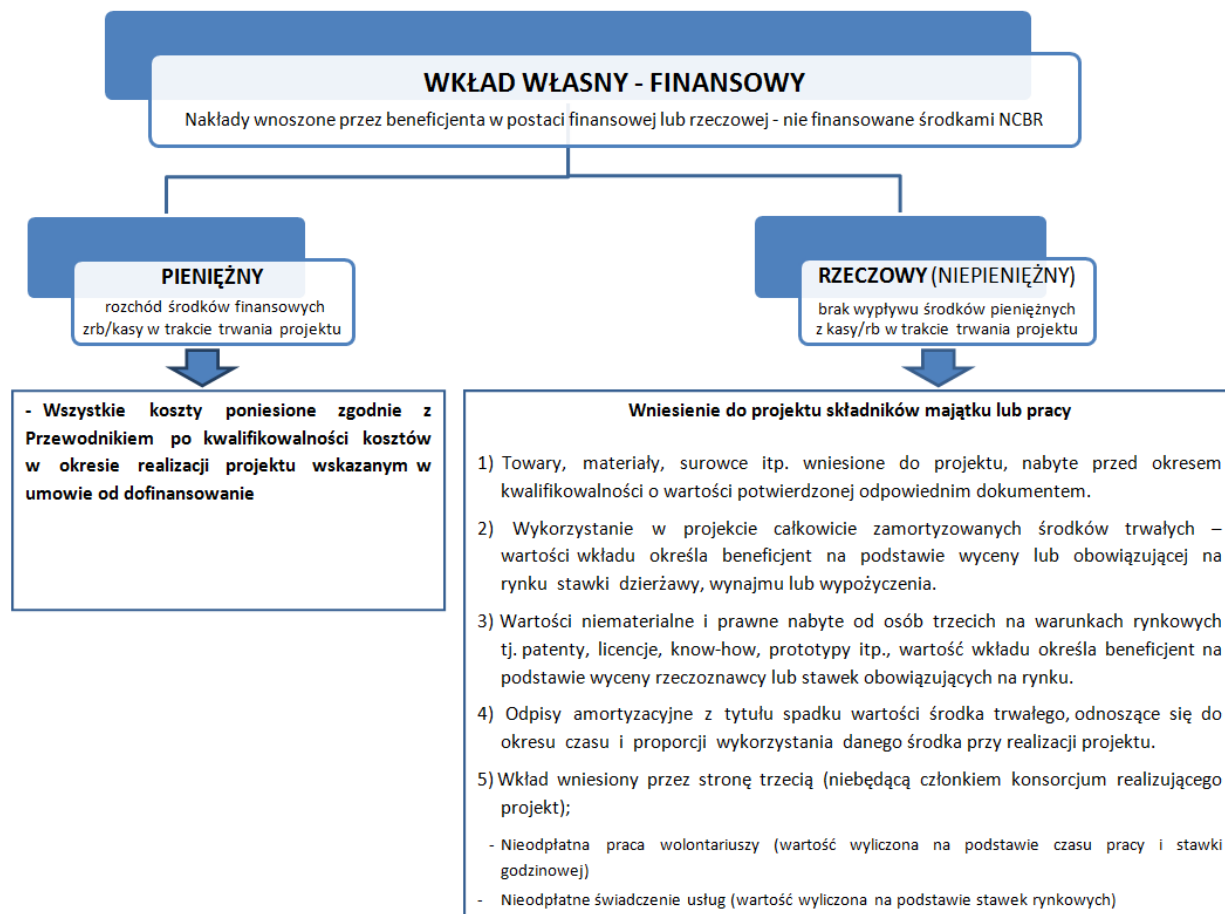 WKŁAD WŁASNY - FINANSOWY
Nakłady wnoszone przez beneficjenta w postaci finansowej lub rzeczowej - nie finansowane środkami NCBR
PIENIĘŻNY
rozchód środków finansowych
zrb/kasy w trakcie trwania projektu
RZECZOWY (NIEPIENIĘŻNY)
brak wypływu środków pieniężnych
z kasy/rb w trakcie trwania projektu
- Wszystkie koszty poniesione zgodnie z
Przewodnikiem po kwalifikowalności kosztów
w okresie realizacji projektu wskazanym w
umowie od dofinansowanie
Wniesienie do projektu składników majątku lub pracy
1) Towary, materiały, surowce itp. wniesione do projektu, nabyte przed okresem
kwalifikowalności o wartości potwierdzonej odpowiednim dokumentem.
2) Wykorzystanie w projekcie całkowicie zamortyzowanych środków trwałych –
wartości wkładu określa beneficjent na podstawie wyceny lub obowiązującej na
rynku stawki dzierżawy, wynajmu lub wypożyczenia.
3) Wartości niematerialne i prawne nabyte od osób trzecich na warunkach rynkowych
tj. patenty, licencje, know-how, prototypy itp., wartość wkładu określa beneficjent na
podstawie wyceny rzeczoznawcy lub stawek obowiązujących na rynku.
4) Odpisy amortyzacyjne z tytułu spadku wartości środka trwałego, odnoszące się do
okresu czasu i proporcji wykorzystania danego środka przy realizacji projektu.
5) Wkład wniesiony przez stronę trzecią (niebędącą członkiem konsorcjum realizującego
projekt);
- Nieodpłatna praca wolontariuszy (wartość wyliczona na podstawie czasu pracy i stawki
godzinowej)
- Nieodpłatne świadczenie usług (wartość wyliczona na podstawie stawek rynkowych)